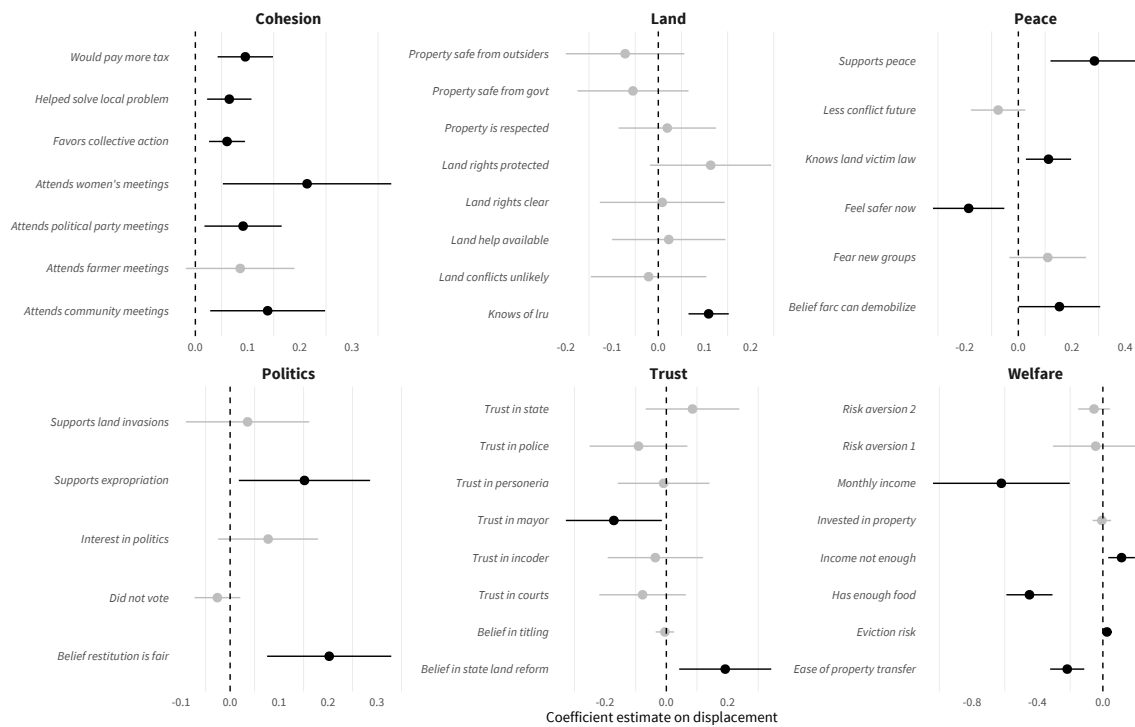 Cohesion
Would pay more tax
Helped solve local problem
Favors collective action
Attends women's meetings
Attends political party meetings
Attends farmer meetings
Attends community meetings
0.0 0.1 0.2 0.3
Land
Property safe from outsiders
Property safe from govt
Property is respected
Land rights protected
Land rights clear
Land help available
Land conflicts unlikely
Knows of lru
-0.2 -0.1 0.0 0.1 0.2
Peace
Supports peace
Less conflict future
Knows land victim law
Feel safer now
Fear new groups
Belief farc can demobilize
-0.2 0.0 0.2 0.4
Politics
Supports land invasions
Supports expropriation
Interest in politics
Did not vote
Belief restitution is fair
-0.1 0.0 0.1 0.2 0.3
Trust
Trust in state
Trust in police
Trust in personeria
Trust in mayor
Trust in incoder
Trust in courts
Belief in titling
Belief in state land reform
-0.2 0.0 0.2
Welfare
Risk aversion 2
Risk aversion 1
Monthly income
Invested in property
Income not enough
Has enough food
Eviction risk
Ease of property transfer
-0.8 -0.4 0.0
Coefficient estimate on displacement